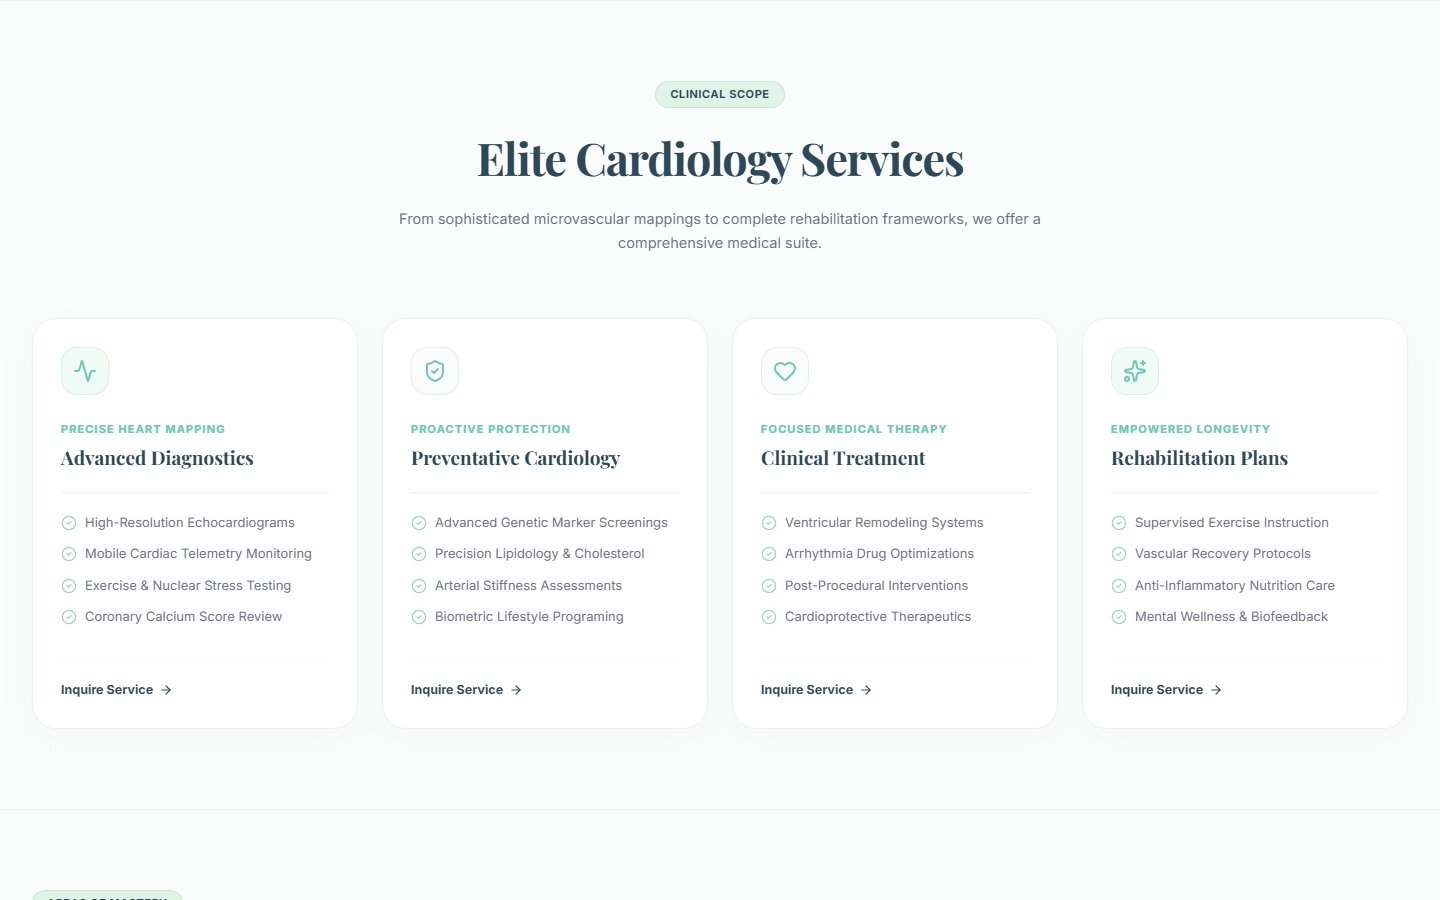 CLINICAL SCOPE
Elite Cardiology Services
From sophisticated microvascular mappings to complete rehabilitation frameworks, we offer a
comprehensive medical suite.
PRECISE HEART MAPPING
Advanced Diagnostics
High-Resolution Echocardiograms
Mobile Cardiac Telemetry Monitoring
Exercise & Nuclear Stress Testing
Coronary Calcium Score Review
Inquire Service
PROACTIVE PROTECTION
Preventative Cardiology
Advanced Genetic Marker Screenings
Precision Lipidology & Cholesterol
Arterial Stiffness Assessments
Biometric Lifestyle Programing
Inquire Service
FOCUSED MEDICAL THERAPY
Clinical Treatment
Ventricular Remodeling Systems
Arrhythmia Drug Optimizations
Post-Procedural Interventions
Cardioprotective Therapeutics
Inquire Service
EMPOWERED LONGEVITY
Rehabilitation Plans
Supervised Exercise Instruction
Vascular Recovery Protocols
Anti-Inflammatory Nutrition Care
Mental Wellness & Biofeedback
Inquire Service